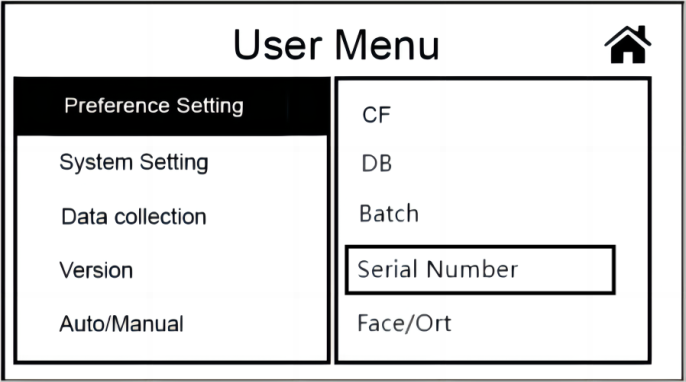 User Menu
Preference Setting
System Setting
Data collection
Version
Auto/Manual
CF
DB
Batch
Serial Number
Face/Ort